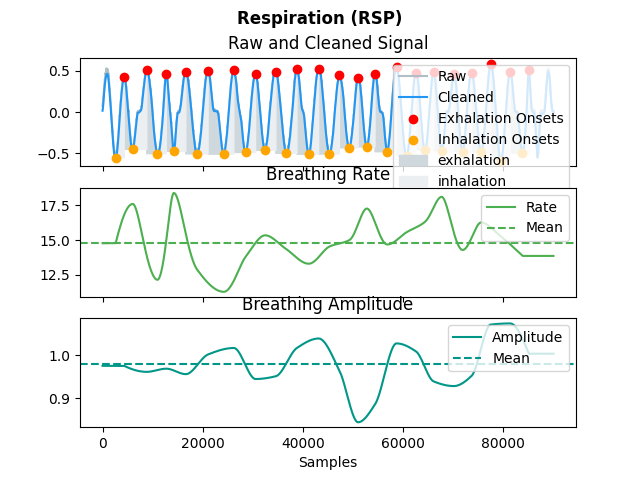 Respiration (RSP)
Raw and Cleaned Signal
0.5
0.0
−0.5
Raw
Cleaned
Exhalation Onsets
Inhalation Onsets
exhalation
inhalation
Breathing Rate
17.5
15.0
12.5
Rate
Mean
Breathing Amplitude
1.0
0.9
Amplitude
Mean
0 20000 40000 60000 80000
Samples